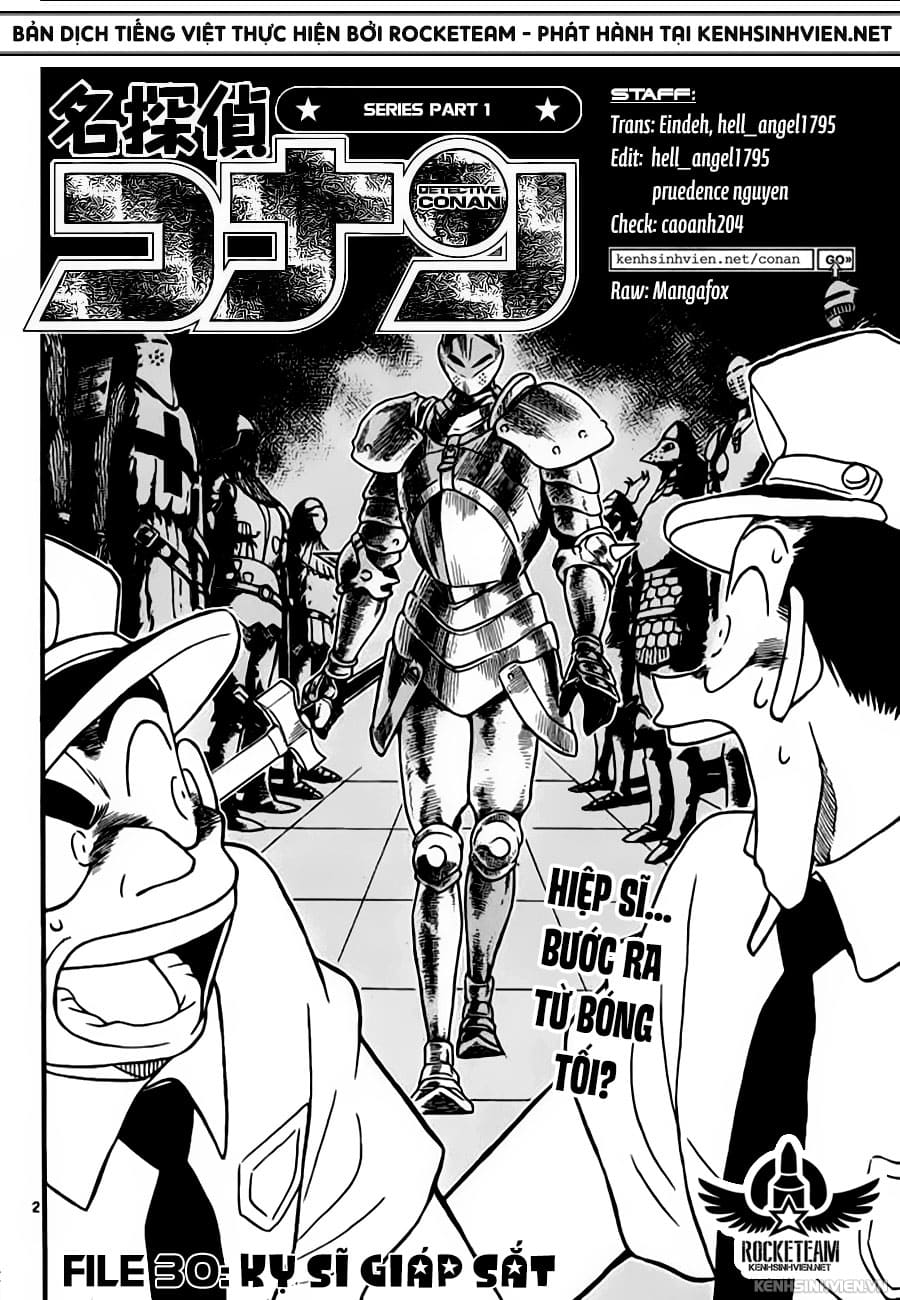 BẢN DỊCH TIẾNG VIỆT THỰC HIỆN BỞI ROCKETEAM - PHÁT HÀNH TẠI KENHSINHVIEN.NET
名探偵
コナン
DETECTIVE
CONAN
★ SERIES PART 1 ★
STAFF:
Trans: Eindeh, hell_angel1795
Edit: hell_angel1795
pruedence nguyen
Check: caoanh204
kenhsinhvien.net/conan GO»
Raw: Mangafox
HIỆP SĨ...
BƯỚC RA
TỪ BÓNG
TỐI?
2
FILE 30: KỴ SĨ GIÁP SẮT
ROCKETEAM
KENHSINHVIEN.NET
KENHSINHVIEN.VN